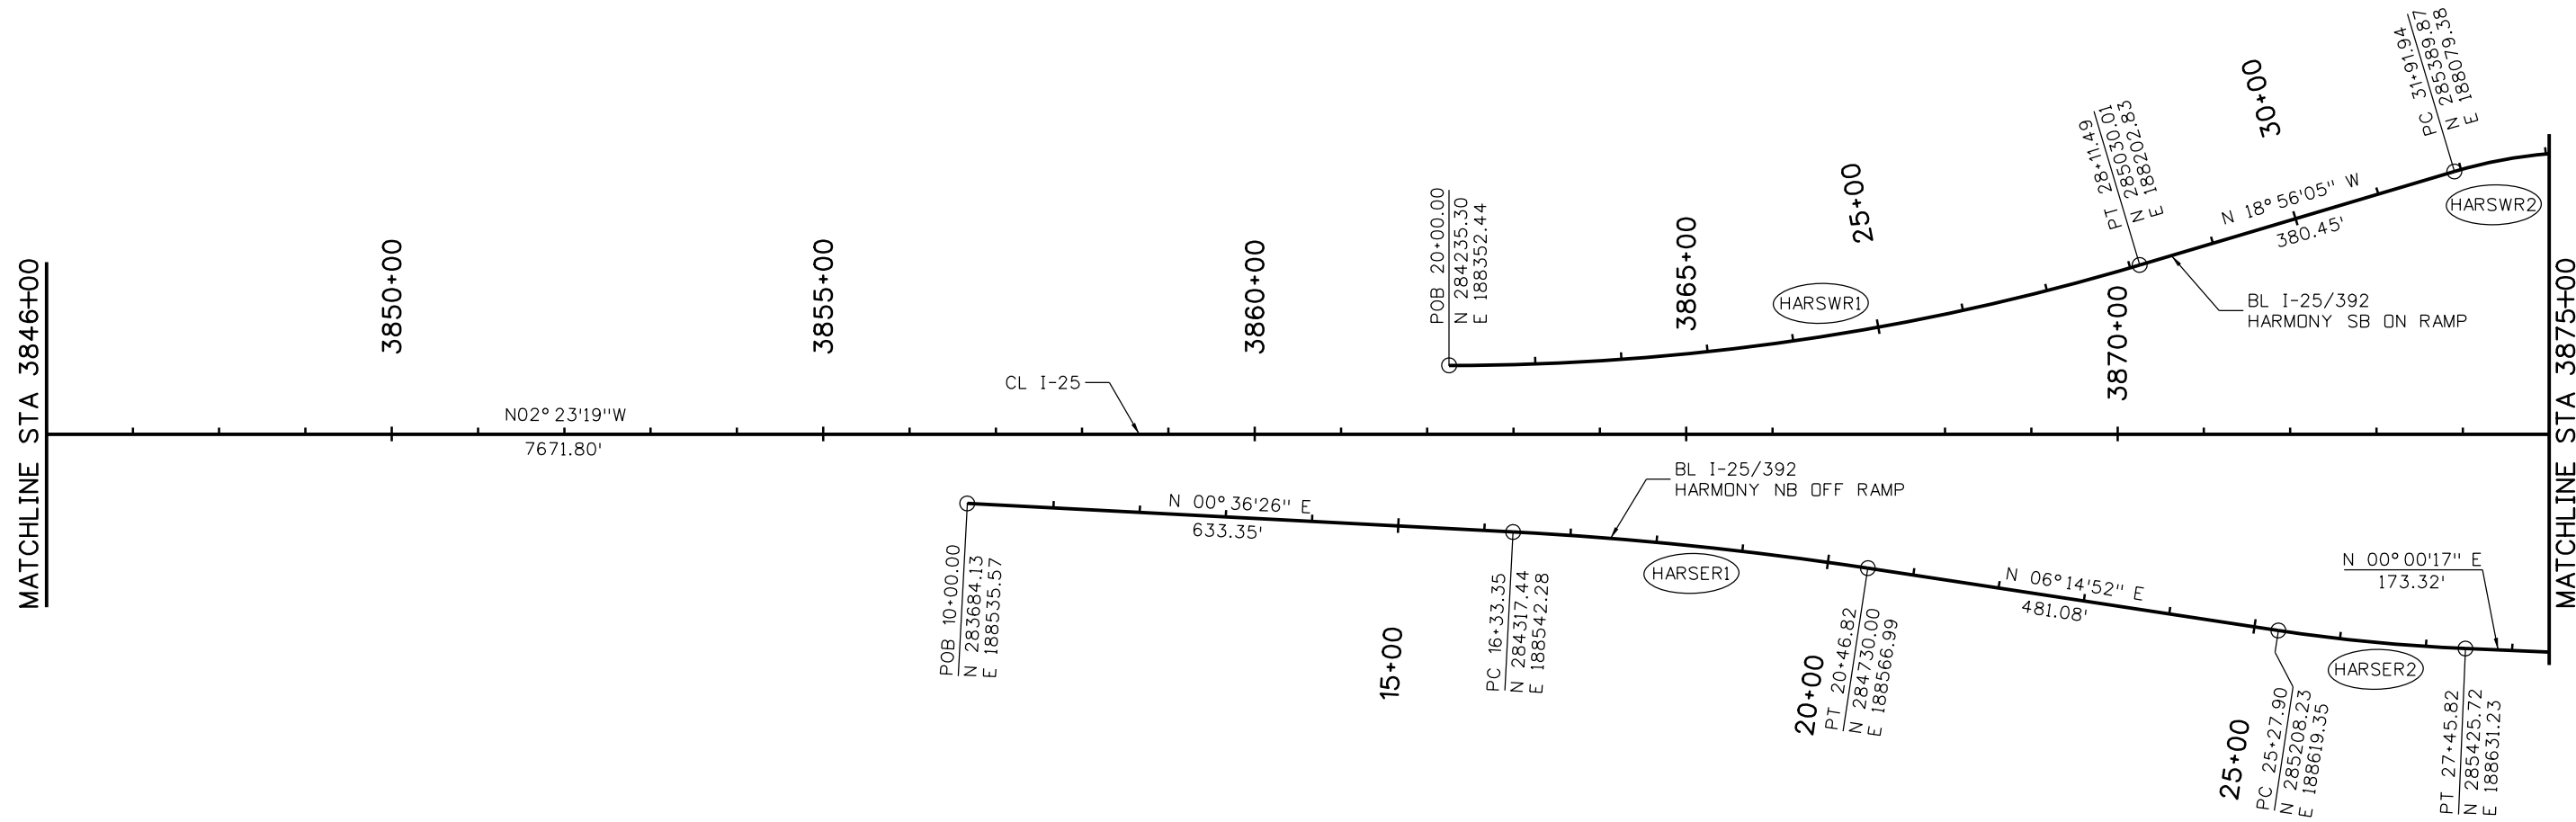 MATCHLINE STA 3846+00
3850+00
3855+00
3860+00
3865+00
3870+00
MATCHLINE STA 3875+00
N02°23'19"W
7671.80'
CL I-25
POB 20+00.00
N 284235.30
E 188352.44
HARSWR1
25+00
PT 28+11.49
N 285030.01
E 188202.83
N 18°56'05" W
380.45'
30+00
PC 31+91.94
N 285389.87
E 188079.38
HARSWR2
BL I-25/392
HARMONY SB ON RAMP
BL I-25/392
HARMONY NB OFF RAMP
POB 10+00.00
N 283684.13
E 188535.57
N 00°36'26" E
633.35'
15+00
PC 16+33.35
N 284317.44
E 188542.28
HARSER1
20+00
PT 20+46.82
N 284730.00
E 188566.99
N 06°14'52" E
481.08'
25+00
PC 25+27.90
N 285208.23
E 188619.35
HARSER2
PT 27+45.82
N 285425.72
E 188631.23
N 00°00'17" E
173.32'